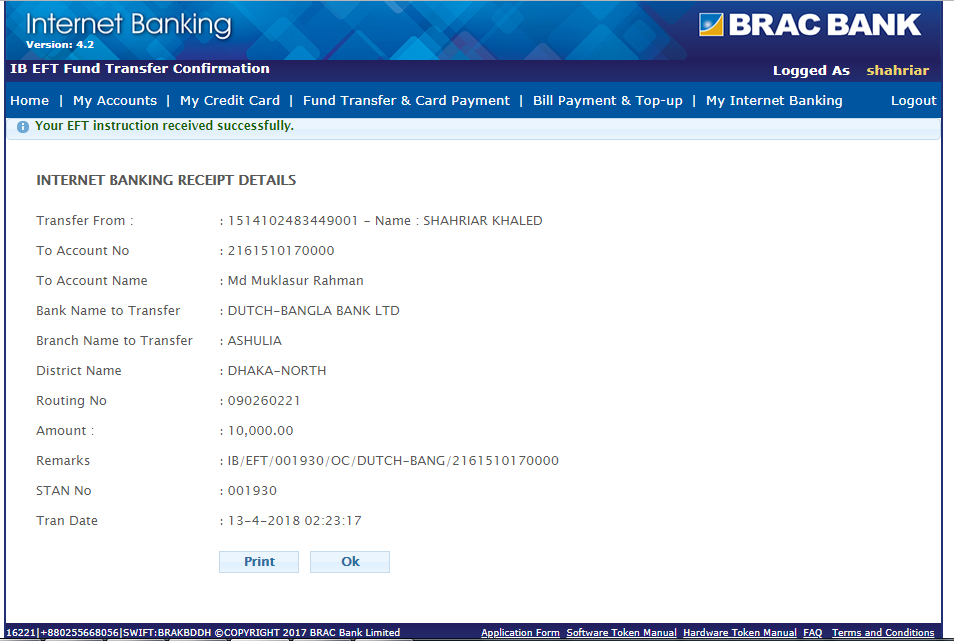 Internet Banking
Version: 4.2
BRAC BANK
IB EFT Fund Transfer Confirmation
Logged As shahriar
Home | My Accounts | My Credit Card | Fund Transfer & Card Payment | Bill Payment & Top-up | My Internet Banking Logout
Your EFT instruction received successfully.
INTERNET BANKING RECEIPT DETAILS
Transfer From : : 1514102483449001 - Name : SHAHRIAR KHALED
To Account No : 2161510170000
To Account Name : Md Muklasur Rahman
Bank Name to Transfer : DUTCH-BANGLA BANK LTD
Branch Name to Transfer : ASHULIA
District Name : DHAKA-NORTH
Routing No : 090260221
Amount : : 10,000.00
Remarks : IB/EFT/001930/OC/DUTCH-BANG/2161510170000
STAN No : 001930
Tran Date : 13-4-2018 02:23:17
Print Ok
16221|+880255668056|SWIFT:BRAKBDDH ©COPYRIGHT 2017 BRAC Bank Limited Application Form Software Token Manual Hardware Token Manual FAQ Terms and Conditions